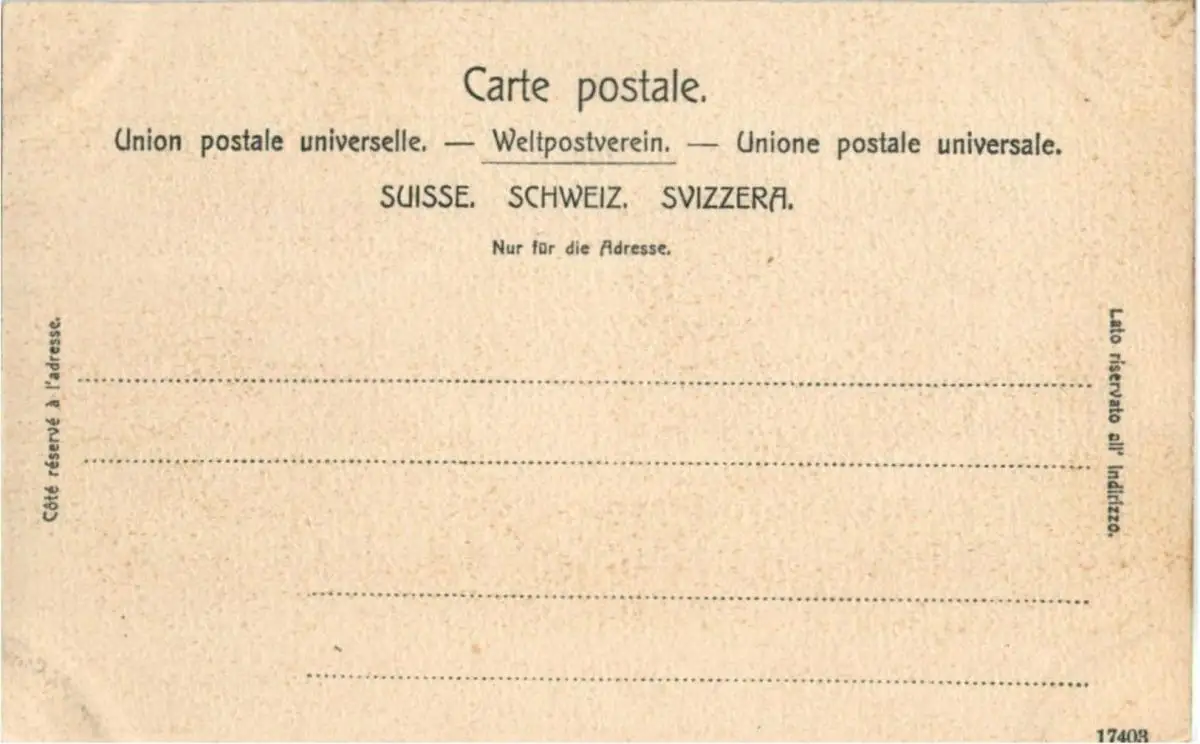 Carte postale.
Union postale universelle. — Weltpostverein. — Unione postale universale.
SUISSE. SCHWEIZ. SVIZZERA.
Nur für die Adresse.
Côté réservé à l'adresse.
Lato riservato all' indirizzo.
17403